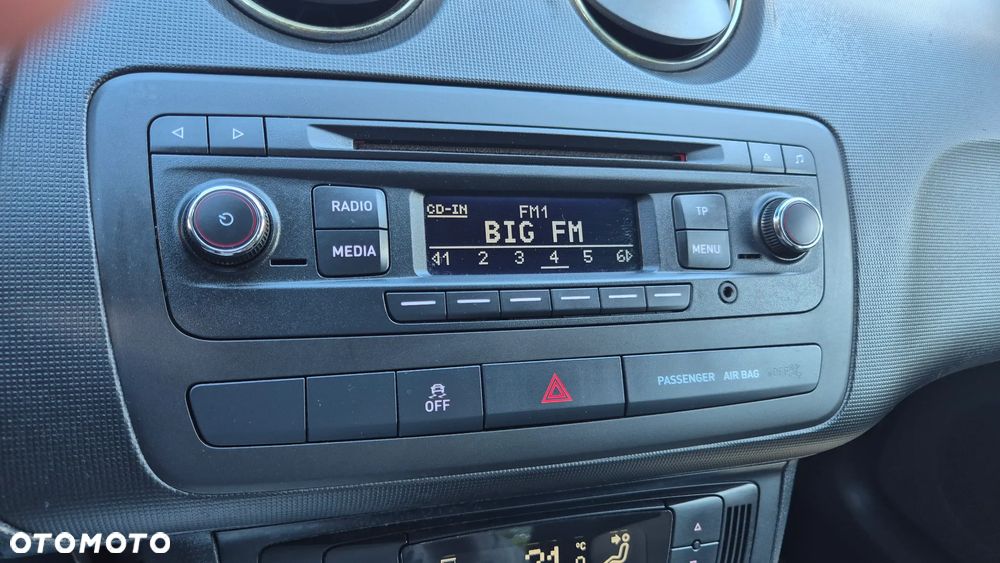 RADIO
MEDIA
CD-IN
FM1
BIG FM
1 2 3 4 5 6
TP
MENU
OFF
PASSENGER AIR BAG
21 °C
OTOMOTO